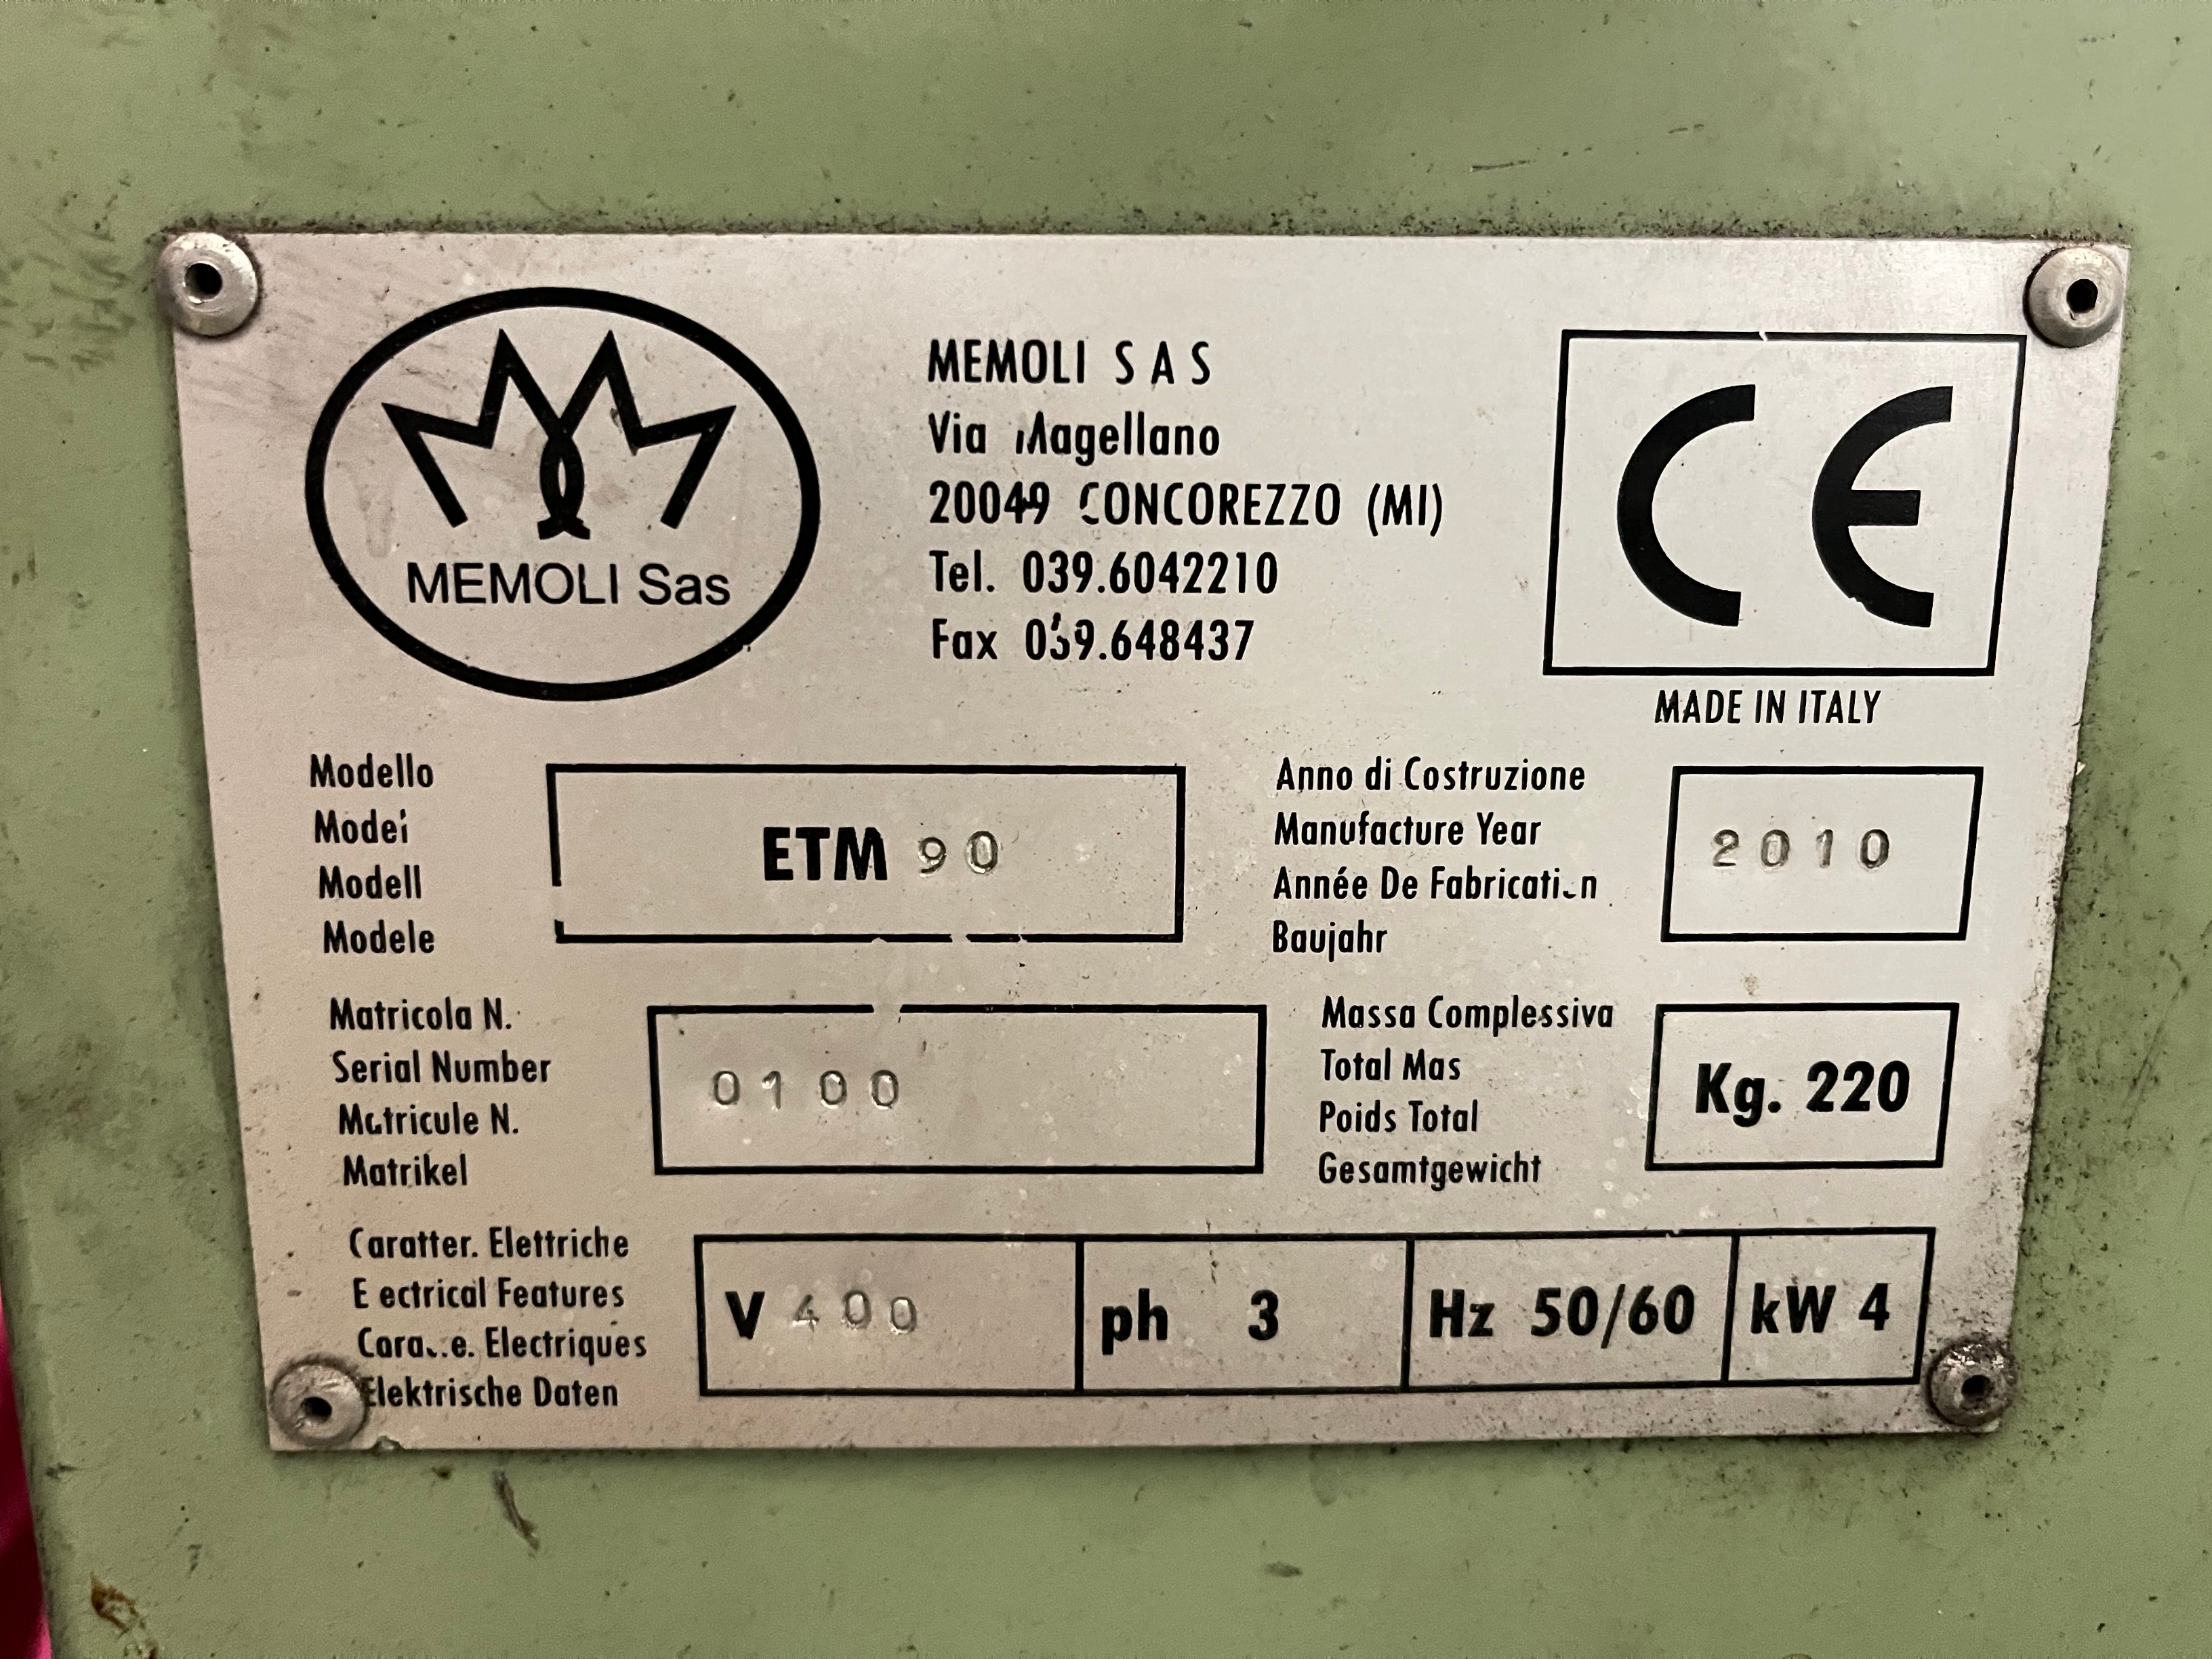 MEMOLI Sas
MEMOLI SAS
Via Magellano
20049 CONCOREZZO (MI)
Tel. 039.6042210
Fax 039.648437
CE
MADE IN ITALY
Modello
Model
Modell
Modele
ETM 90
Anno di Costruzione
Manufacture Year
Année De Fabrication
Baujahr
2010
Matricola N.
Serial Number
Matricule N.
Matrikel
0100
Massa Complessiva
Total Mas
Poids Total
Gesamtgewicht
Kg. 220
Caratter. Elettriche
Electrical Features
Electriques
Elektrische Daten
V 400
ph 3
Hz 50/60
kW 4